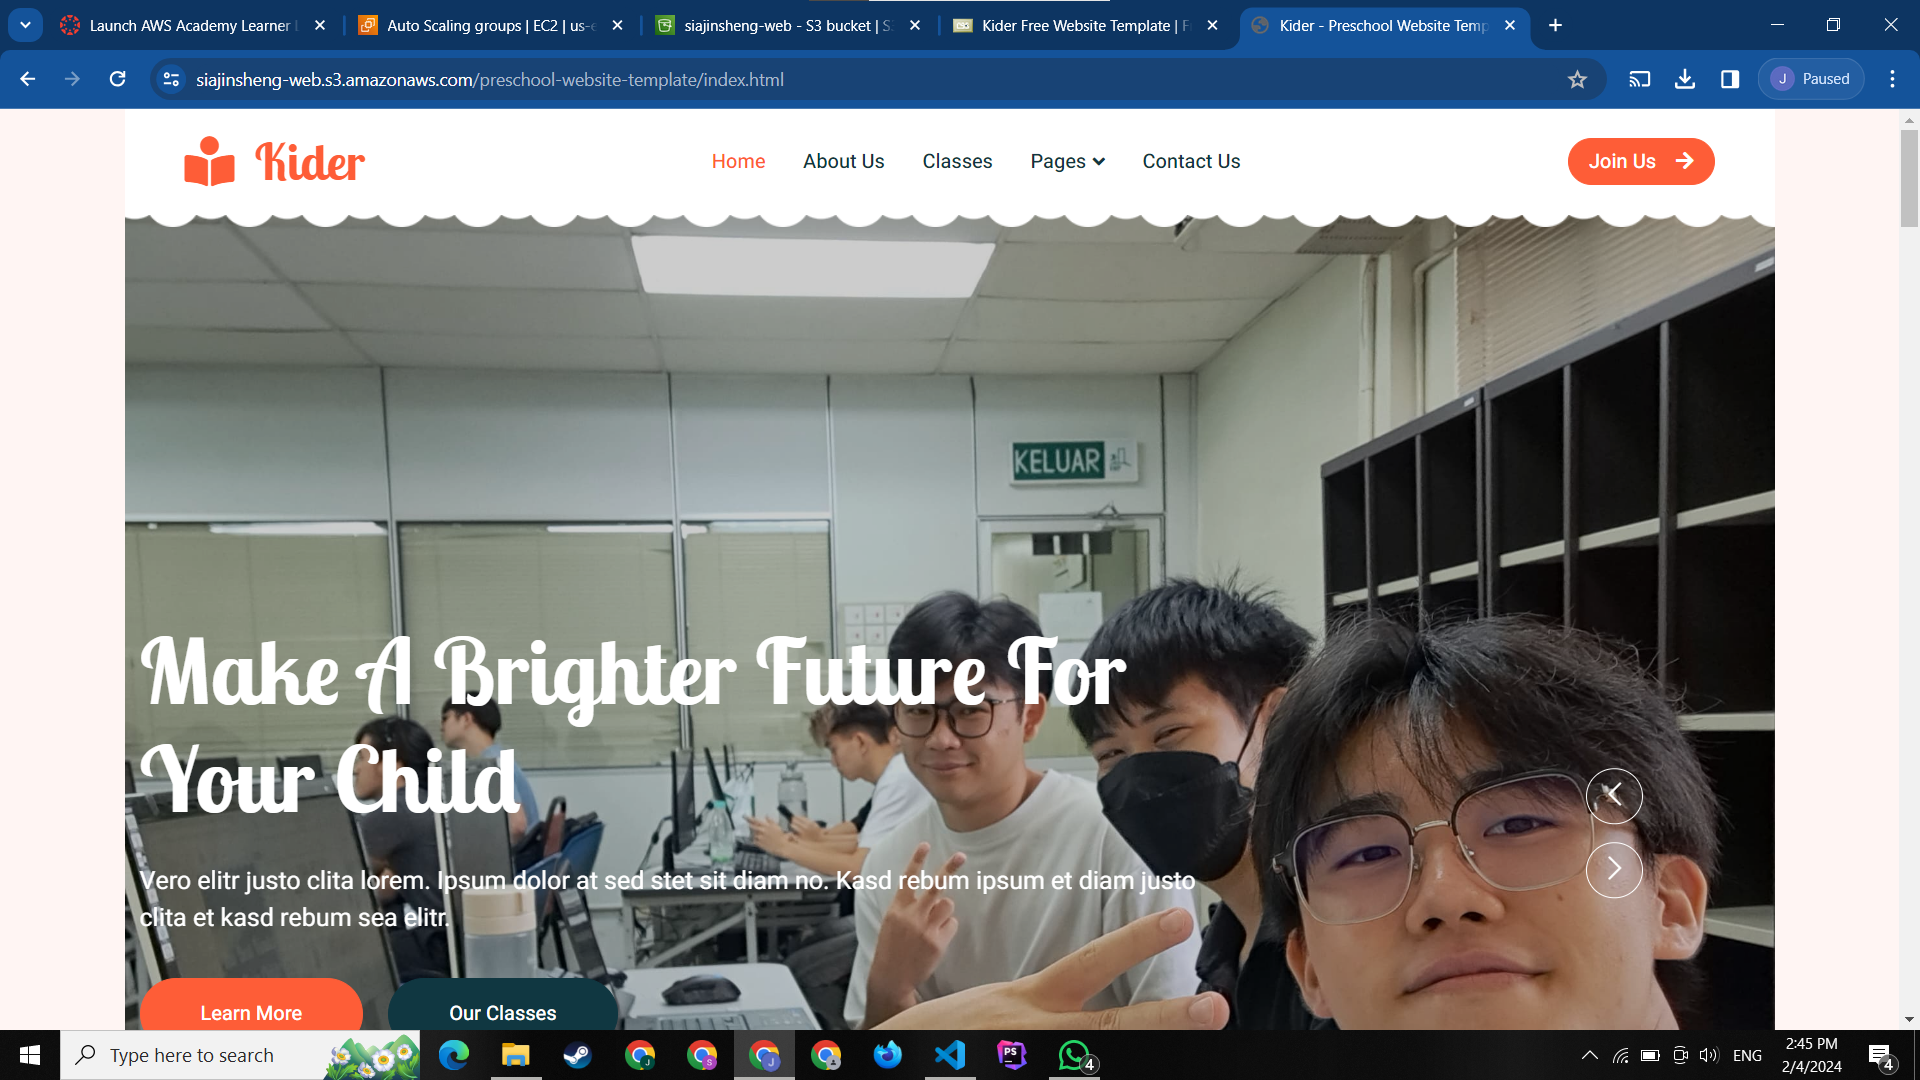 Launch AWS Academy Learner L
Auto Scaling groups | EC2 | us-e
siajinsheng-web - S3 bucket | S
Kider Free Website Template | F
Kider - Preschool Website Temp
siajinsheng-web.s3.amazonaws.com/preschool-website-template/index.html
J
Paused
Kider
Home
About Us
Classes
Pages
Contact Us
Join Us
KELUAR
Make A Brighter Future For
Your Child
Vero elitr justo clita lorem. Ipsum dolor at sed stet sit diam no. Kasd rebum ipsum et diam justo
clita et kasd rebum sea elitr.
Learn More
Our Classes
Type here to search
J
S
J
PS
4
ENG
2:45 PM
2/4/2024
4